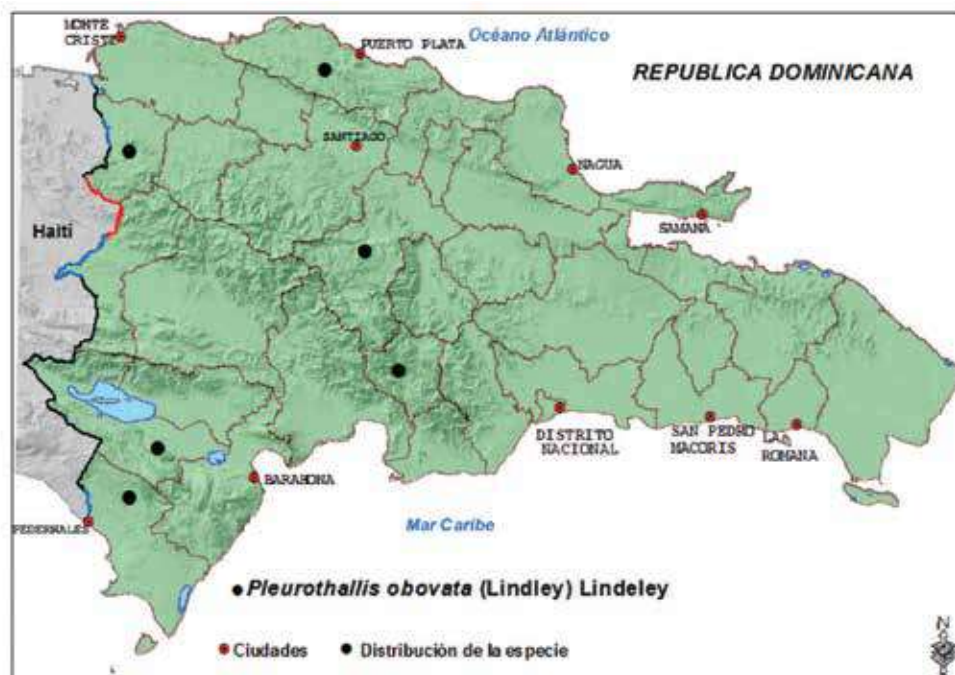 MONTE
CRISTE
PUERTO PLATA
Océano Atlántico
REPUBLICA DOMINICANA
SANTIAGO
NAGUA
Haití
SAMANA
DISTRITO
NACIONAL
SAN PEDRO
MACORIS
LA
ROMANA
BARAHONA
PEDERNALES
Mar Caribe
Pleurothallis obovata (Lindley) Lindeley
Ciudades
Distribución de la especie
N